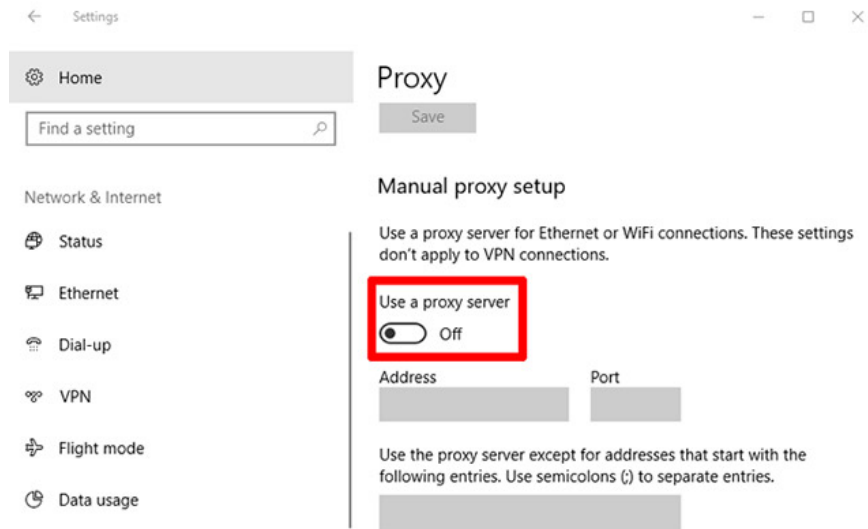 Settings
Home
Find a setting
Network & Internet
Status
Ethernet
Dial-up
VPN
Flight mode
Data usage
Proxy
Save
Manual proxy setup
Use a proxy server for Ethernet or WiFi connections. These settings
don't apply to VPN connections.
Use a proxy server
Off
Address Port
Use the proxy server except for addresses that start with the
following entries. Use semicolons (;) to separate entries.